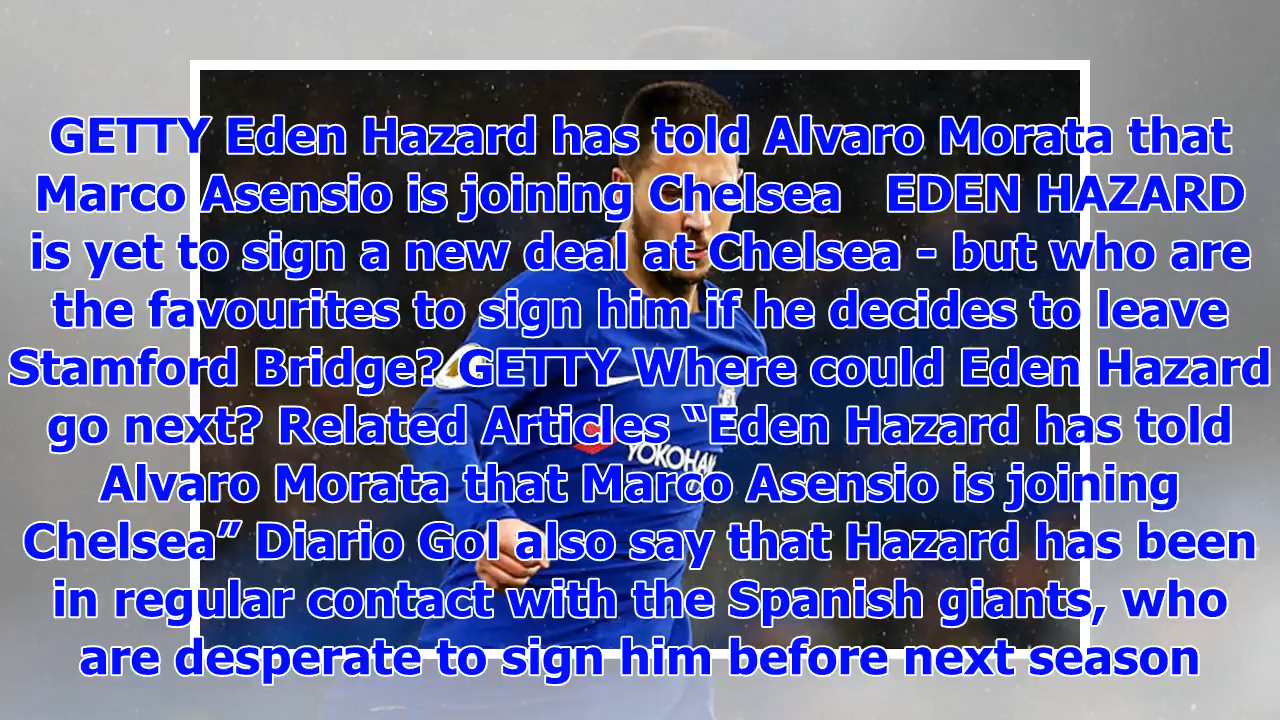 GETTY Eden Hazard has told Alvaro Morata that
Marco Asensio is joining Chelsea   EDEN HAZARD
is yet to sign a new deal at Chelsea - but who are
the favourites to sign him if he decides to leave
Stamford Bridge? GETTY Where could Eden Hazard
go next? Related Articles “Eden Hazard has told
Alvaro Morata that Marco Asensio is joining
Chelsea” Diario Gol also say that Hazard has been
in regular contact with the Spanish giants, who
are desperate to sign him before next season
YOKOHAM